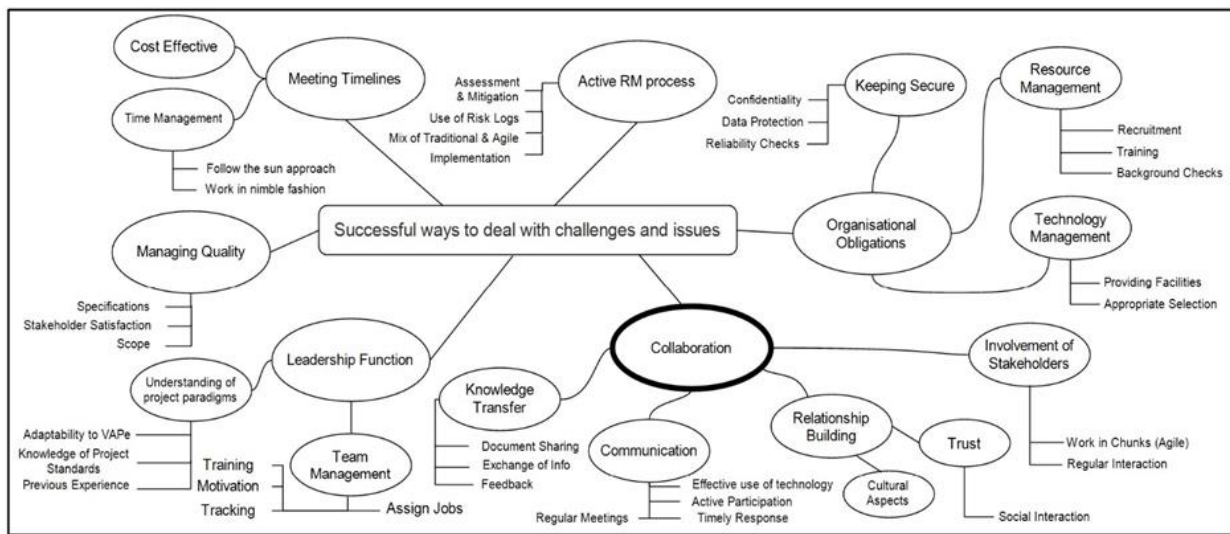 Cost Effective
Meeting Timelines
Time Management
Follow the sun approach
Work in nimble fashion
Active RM process
Assessment
& Mitigation
Use of Risk Logs
Mix of Traditional & Agile
Implementation
Keeping Secure
Confidentiality
Data Protection
Reliability Checks
Resource
Management
Recruitment
Training
Background Checks
Successful ways to deal with challenges and issues
Organisational
Obligations
Technology
Management
Providing Facilities
Appropriate Selection
Managing Quality
Specifications
Stakeholder Satisfaction
Scope
Leadership Function
Understanding of
project paradigms
Adaptability to VAPe
Knowledge of Project
Standards
Previous Experience
Team
Management
Training
Motivation
Tracking
Assign Jobs
Collaboration
Knowledge
Transfer
Document Sharing
Exchange of Info
Feedback
Communication
Effective use of technology
Active Participation
Regular Meetings
Timely Response
Relationship
Building
Cultural
Aspects
Trust
Social Interaction
Involvement of
Stakeholders
Work in Chunks (Agile)
Regular Interaction